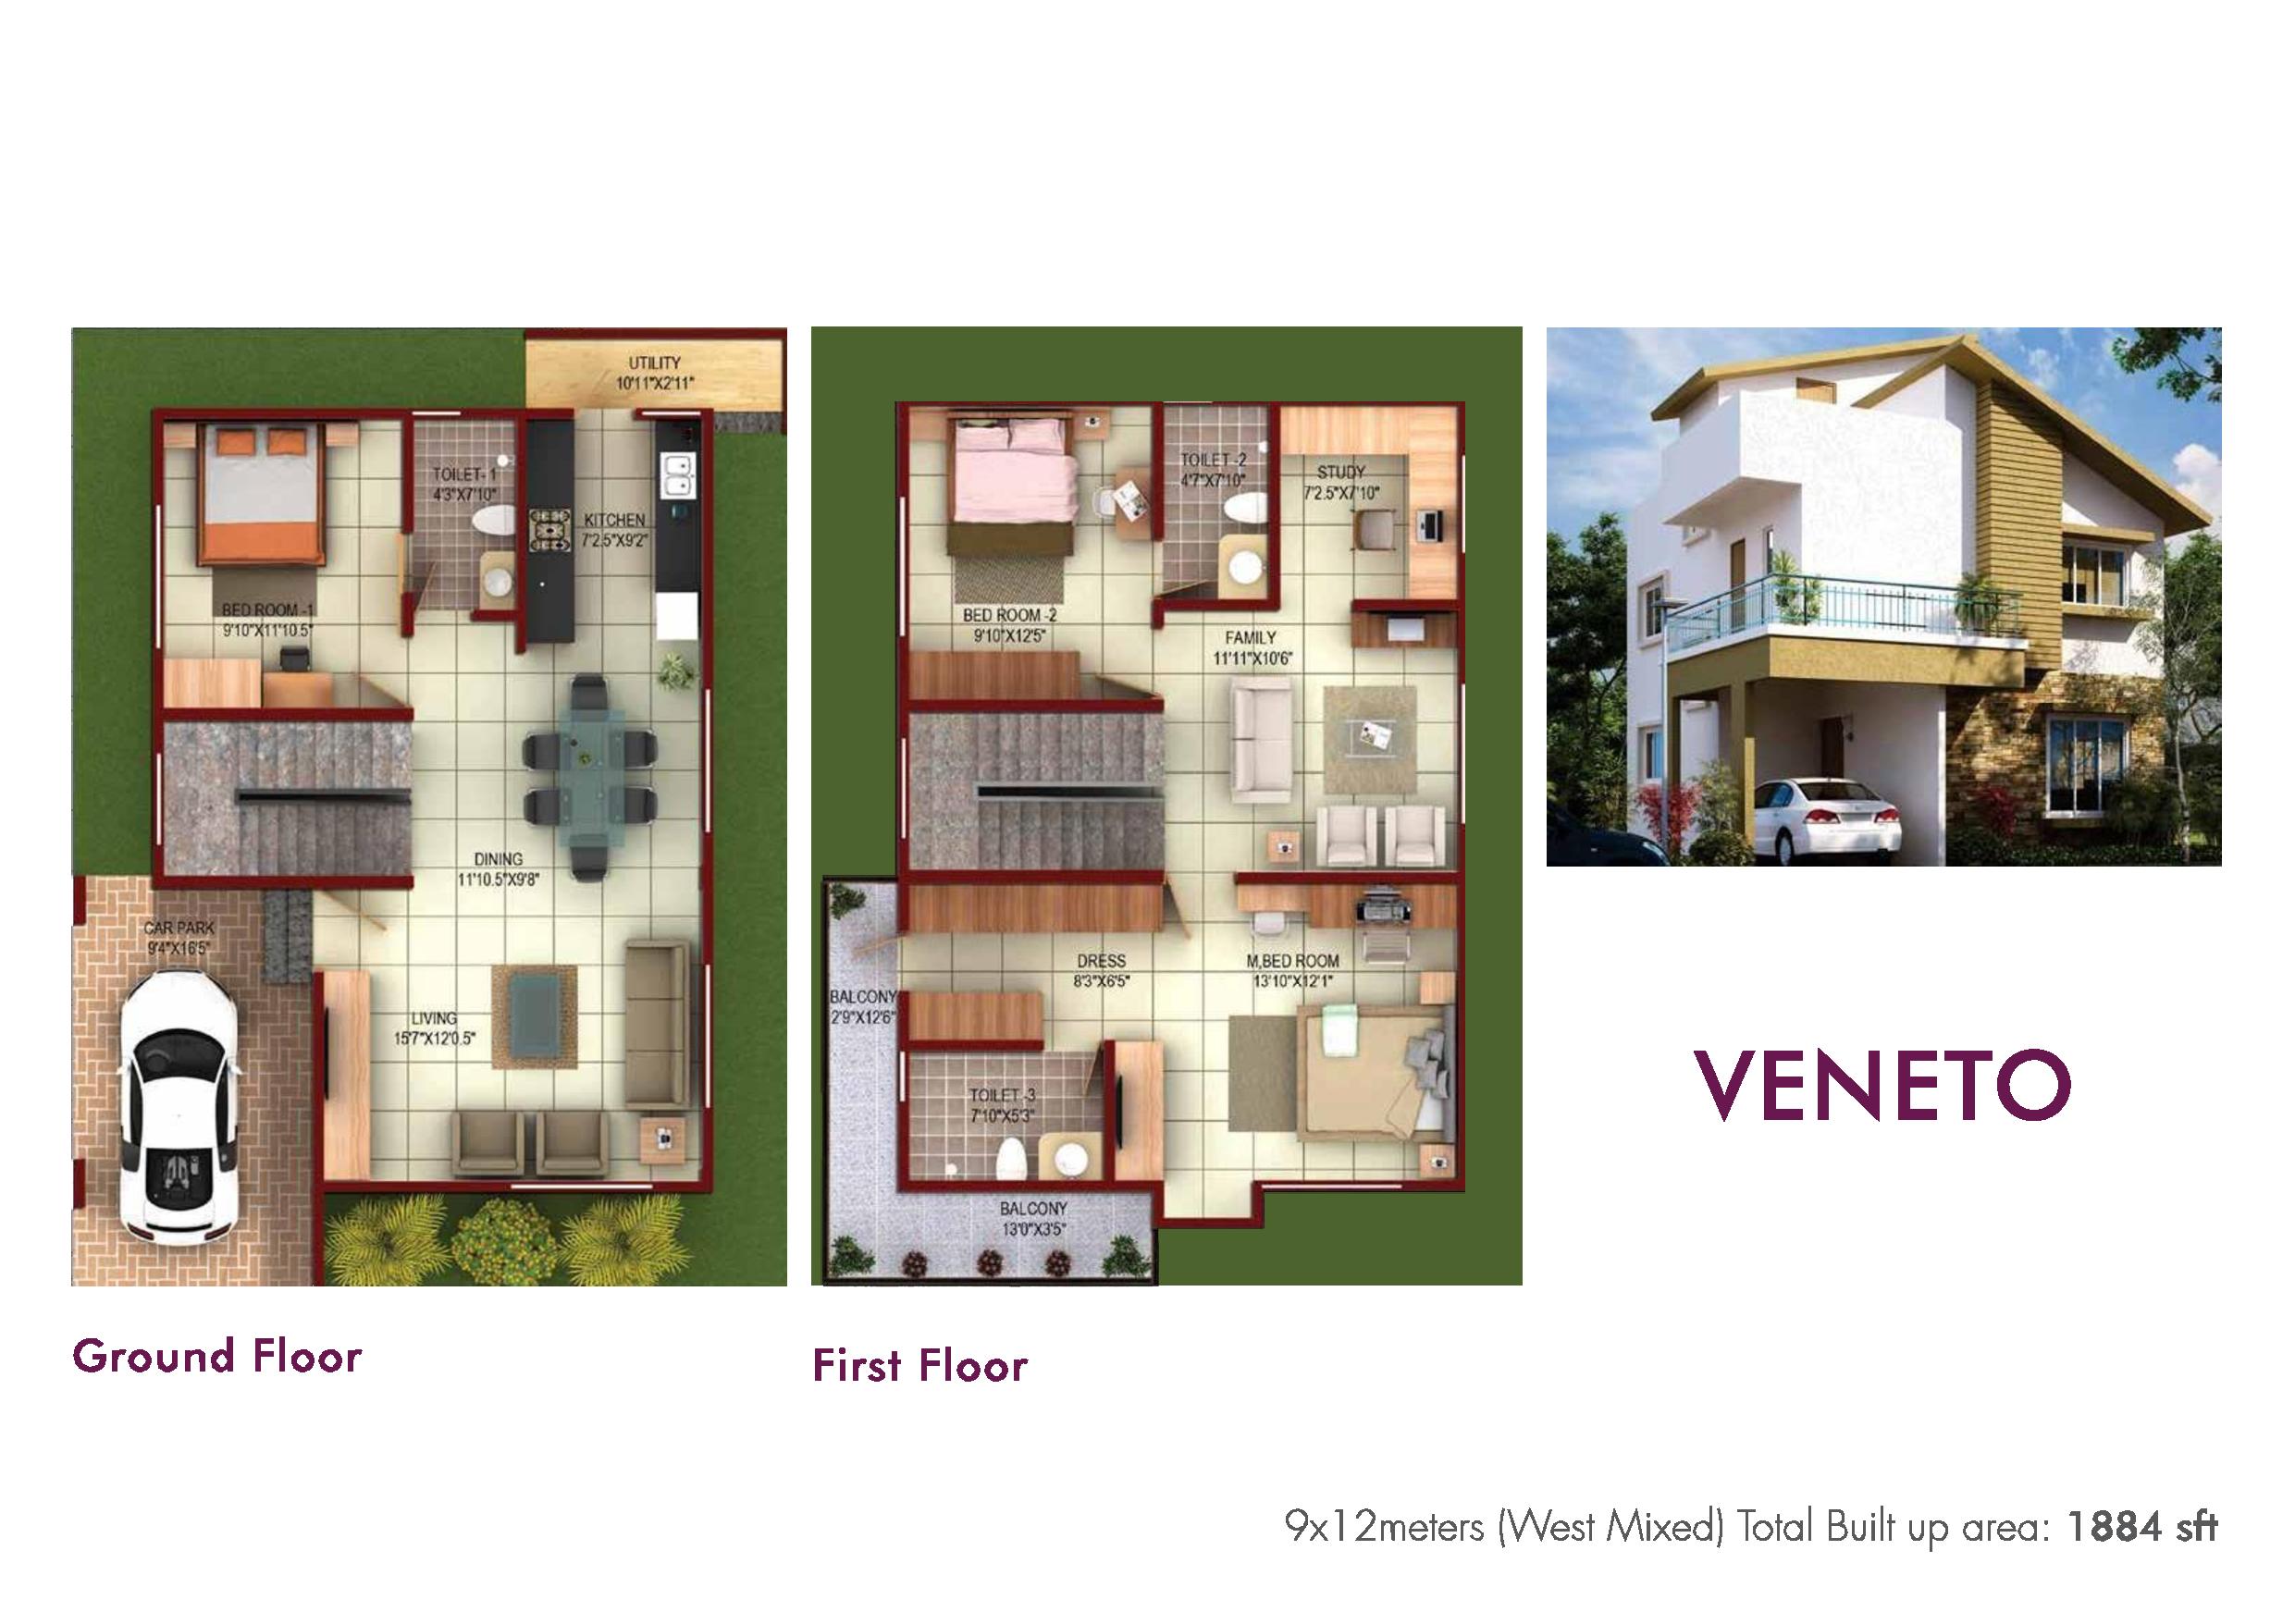 UTILITY
10'11"X2'11"
TOILET- 1
4'3"X7'10"
KITCHEN
7'2.5"X9'2"
BED ROOM -1
9'10"X11'10.5"
DINING
11'10.5"X9'8"
CAR PARK
9'4"X16'5"
LIVING
15'7"X12'0.5"
Ground Floor
TOILET -2
4'7"X7'10"
STUDY
7'2.5"X7'10"
BED ROOM -2
9'10"X12'5"
FAMILY
11'11"X10'6"
DRESS
8'3"X6'5"
M,BED ROOM
13'10"X12'1"
BALCONY
2'9"X12'6"
TOILET -3
7'10"X5'3"
BALCONY
13'0"X3'5"
First Floor
VENETO
9x12meters (West Mixed) Total Built up area: 1884 sft